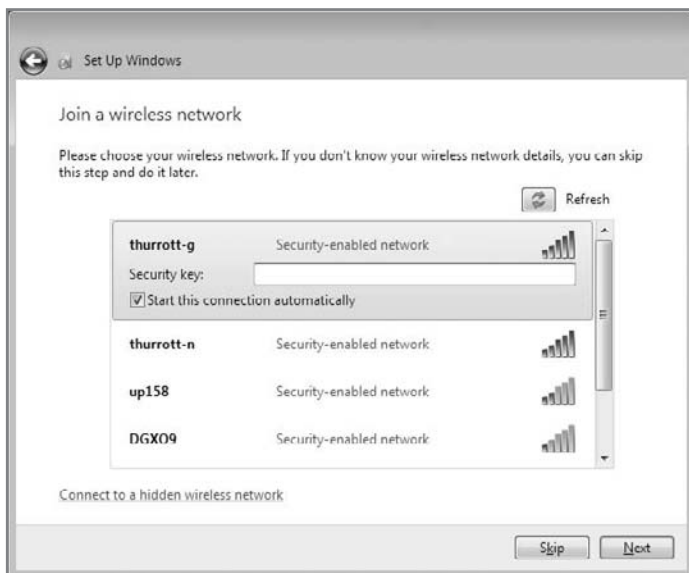 Set Up Windows
Join a wireless network
Please choose your wireless network. If you don't know your wireless network details, you can skip
this step and do it later.
Refresh
thurrott-g Security-enabled network
Security key:
Start this connection automatically
thurrott-n Security-enabled network
up158 Security-enabled network
DGXO9 Security-enabled network
Connect to a hidden wireless network
Skip Next